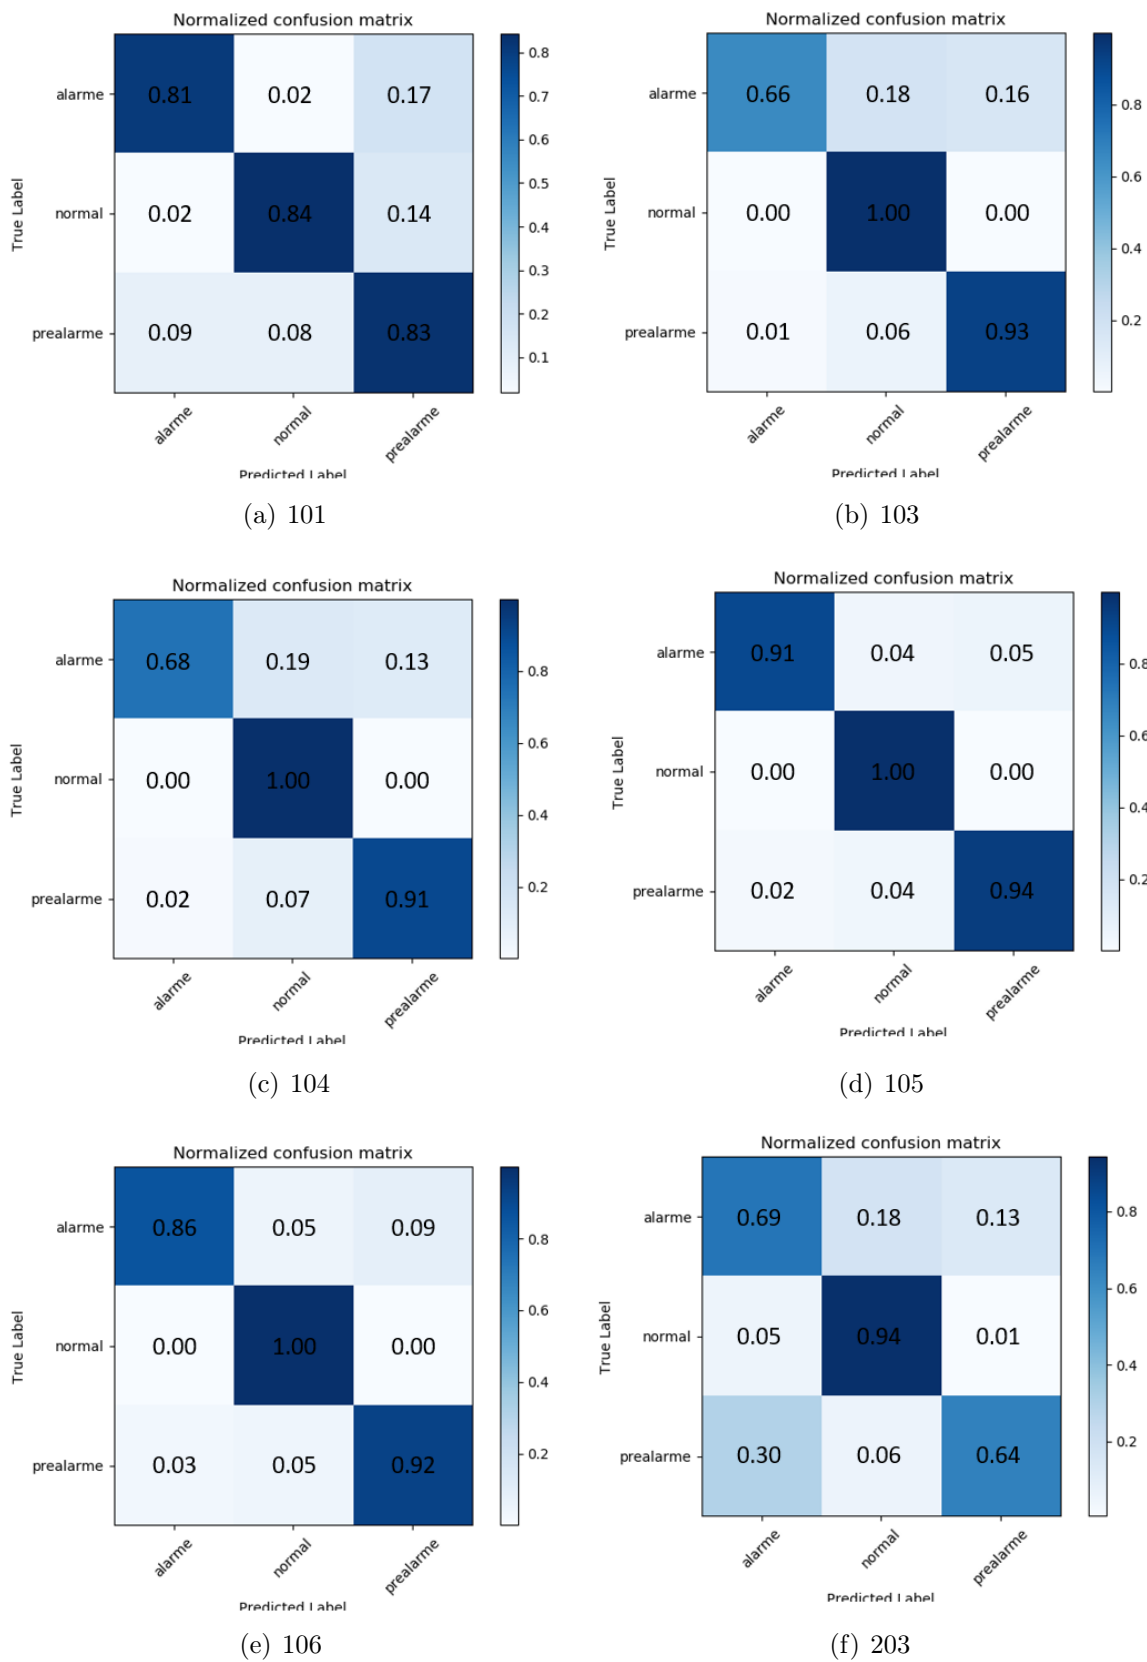 Normalized confusion matrix
True Label
alarme 0.81 0.02 0.17
normal 0.02 0.84 0.14
prealarme 0.09 0.08 0.83
alarme normal prealarme
Predicted Label
0.8
0.7
0.6
0.5
0.4
0.3
0.2
0.1
(a) 101
Normalized confusion matrix
True Label
alarme 0.66 0.18 0.16
normal 0.00 1.00 0.00
prealarme 0.01 0.06 0.93
alarme normal prealarme
Predicted Label
0.8
0.6
0.4
0.2
(b) 103
Normalized confusion matrix
True Label
alarme 0.68 0.19 0.13
normal 0.00 1.00 0.00
prealarme 0.02 0.07 0.91
alarme normal prealarme
Predicted Label
0.8
0.6
0.4
0.2
(c) 104
Normalized confusion matrix
True Label
alarme 0.91 0.04 0.05
normal 0.00 1.00 0.00
prealarme 0.02 0.04 0.94
alarme normal prealarme
Predicted Label
0.8
0.6
0.4
0.2
(d) 105
Normalized confusion matrix
True Label
alarme 0.86 0.05 0.09
normal 0.00 1.00 0.00
prealarme 0.03 0.05 0.92
alarme normal prealarme
Predicted Label
0.8
0.6
0.4
0.2
(e) 106
Normalized confusion matrix
True Label
alarme 0.69 0.18 0.13
normal 0.05 0.94 0.01
prealarme 0.30 0.06 0.64
alarme normal prealarme
Predicted Label
0.8
0.6
0.4
0.2
(f) 203